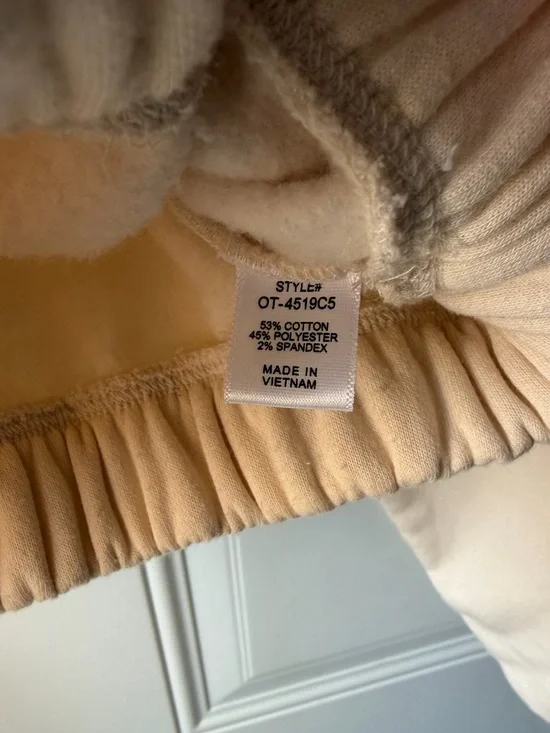 STYLE#
OT-4519C5
53% COTTON
45% POLYESTER
2% SPANDEX
MADE IN
VIETNAM